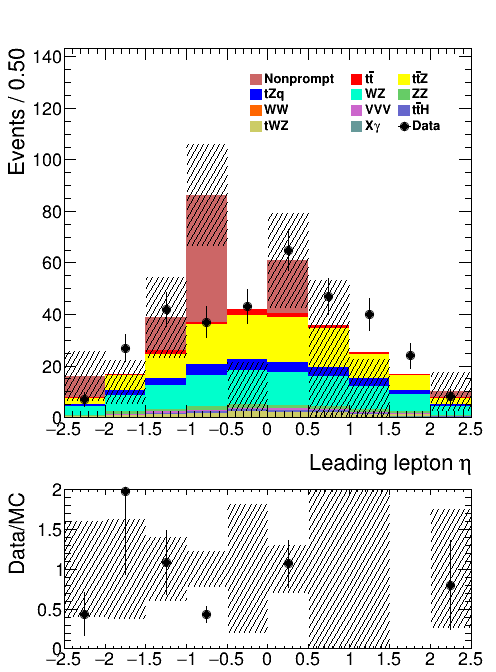 Events / 0.50
140
120
100
80
60
40
20
0
Nonprompt tt̄ tt̄Z
tZq WZ ZZ
WW VVV tt̄H
tWZ Xγ Data
−2.5 −2 −1.5 −1 −0.5 0 0.5 1 1.5 2 2.5
Leading lepton η
Data/MC
2
1.5
1
0.5
0
−2.5 −2 −1.5 −1 −0.5 0 0.5 1 1.5 2 2.5